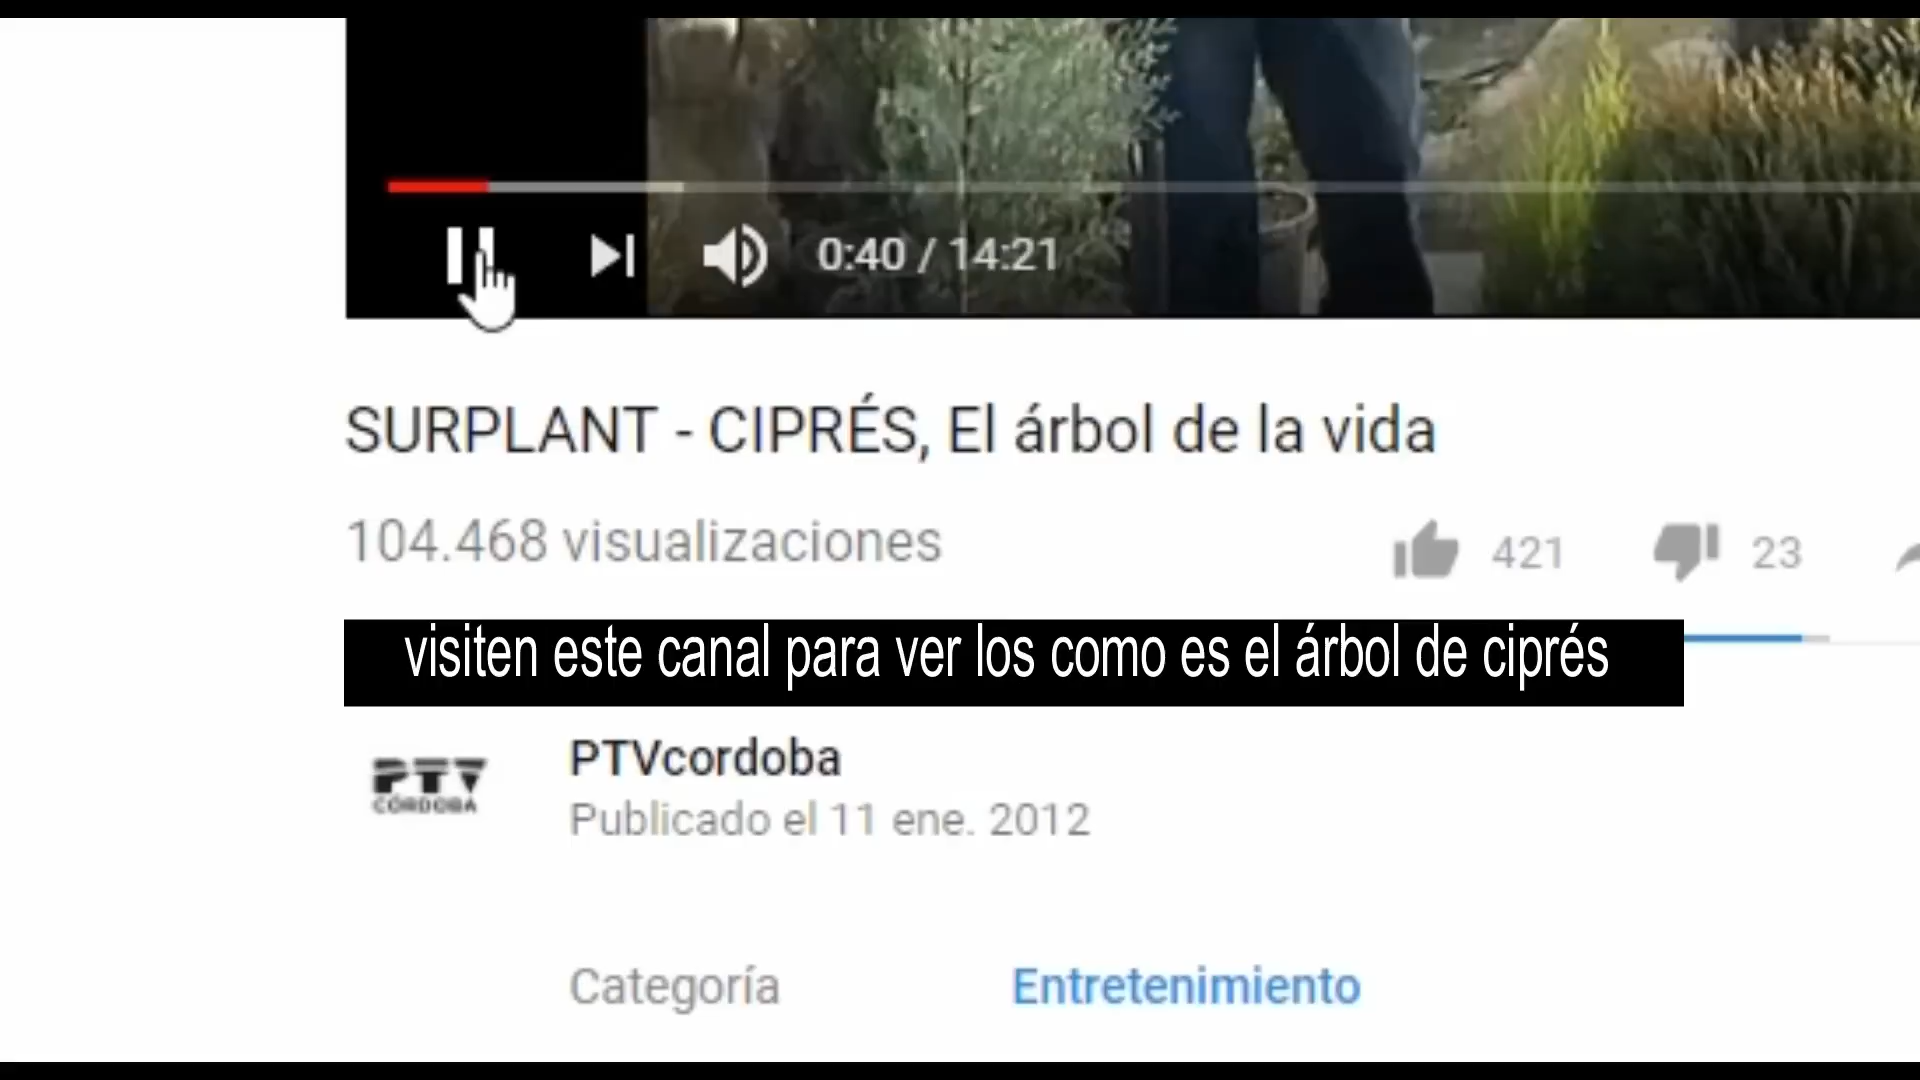 0:40 / 14:21
SURPLANT - CIPRÉS, El árbol de la vida
104.468 visualizaciones
421
23
visiten este canal para ver los como es el árbol de ciprés
PTV
CÓRDOBA
PTVcordoba
Publicado el 11 ene. 2012
Categoría
Entretenimiento